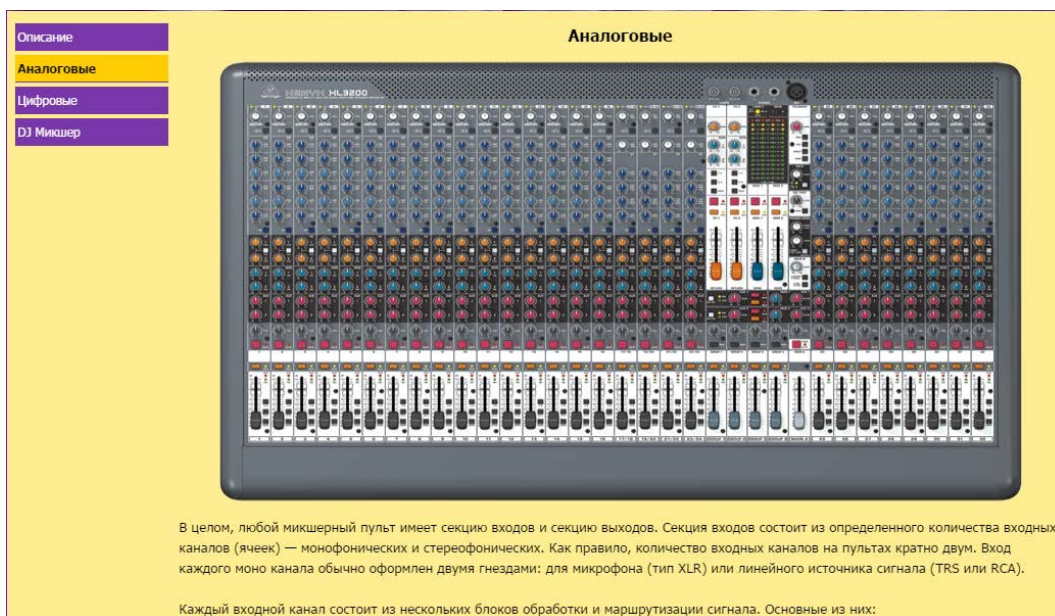 Описание
Аналоговые
Цифровые
DJ Микшер
Аналоговые
XL3200
В целом, любой микшерный пульт имеет секцию входов и секцию выходов. Секция входов состоит из определенного количества входных
каналов (ячеек) — монофонических и стереофонических. Как правило, количество входных каналов на пультах кратно двум. Вход
каждого моно канала обычно оформлен двумя гнездами: для микрофона (тип XLR) или линейного источника сигнала (TRS или RCA).
Каждый входной канал состоит из нескольких блоков обработки и маршрутизации сигнала. Основные из них: